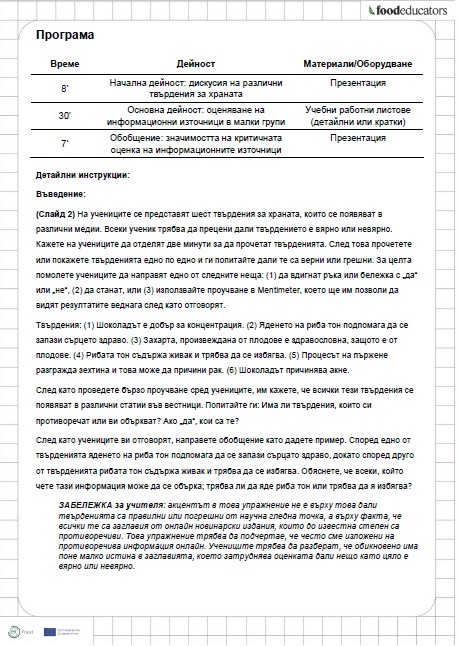 foodeducators
Програма
Време Дейност Материали/Оборудване
8' Начална дейност: дискусия на различни твърдения за храната Презентация
30' Основна дейност: оценяване на информационни източници в малки групи Учебни работни листове (детайлни или кратки)
7' Обобщение: значимостта на критичната оценка на информационните източници Презентация
Детайлни инструкции:
Въведение:
(Слайд 2) На учениците се представят шест твърдения за храната, които се появяват в
различни медии. Всеки ученик трябва да прецени дали твърдението е вярно или невярно.
Кажете на учениците да отделят две минути за да прочетат твърденията. След това прочетете
или покажете твърденията едно по едно и ги попитайте дали те са верни или грешни. За целта
помолете учениците да направят едно от следните неща: (1) да вдигнат ръка или бележка с „да“
или „не“, (2) да станат, или (3) използвайте проучване в Mentimeter, което ще им позволи да
видят резултатите веднага след като отговорят.
Твърдения: (1) Шоколадът е добър за концентрация. (2) Яденето на риба тон подпомага да се
запази сърцето здраво. (3) Захарта, произвеждана от плодове е здравословна, защото е от
плодове. (4) Рибата тон съдържа живак и трябва да се избягва. (5) Процесът на пържене
разгражда зехтина и това може да причини рак. (6) Шоколадът причинява акне.
След като проведете бързо проучване сред учениците, им кажете, че всички тези твърдения се
появяват в различни статии във вестници. Попитайте ги: Има ли твърдения, които си
противоречат или ви объркват? Ако „да“, кои са те?
След като учениците ви отговорят, направете обобщение като дадете пример. Според едно от
твърденията яденето на риба тон подпомага да се запази сърцето здраво, докато според друго
от твърденията рибата тон съдържа живак и трябва да се избягва. Обяснете, че всеки, който
чете тази информация може да се обърка; трябва ли да яде риба тон или трябва да я избягва?
ЗАБЕЛЕЖКА за учителя: акцентът в това упражнение не е върху това дали
твърденията са правилни или погрешни от научна гледна точка, а върху факта, че
всички те са заглавия от онлайн новинарски издания, които до известна степен са
противоречиви. Това упражнение трябва да подчертае, че често сме изложени на
противоречива информация онлайн. Учениците трябва да разберат, че обикновено има
поне малко истина в заглавията, което затруднява оценката дали нещо като цяло е
вярно или невярно.
Food